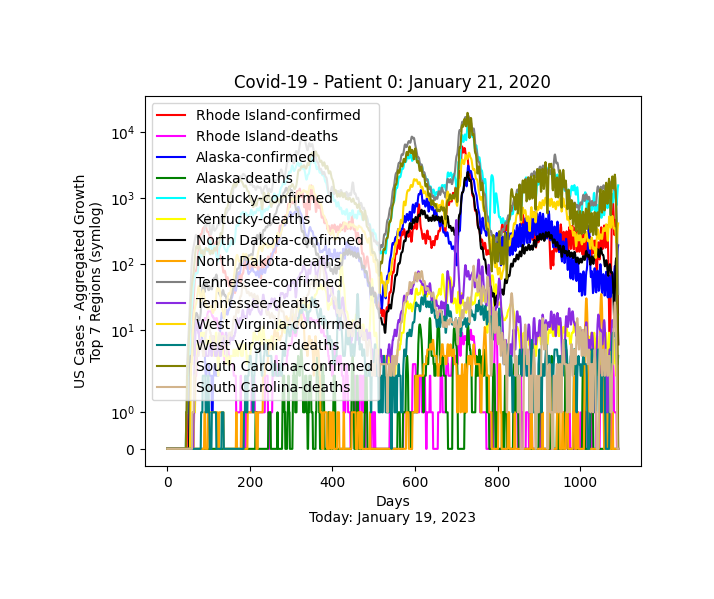 Covid-19 - Patient 0: January 21, 2020
US Cases - Aggregated Growth
Top 7 Regions (symlog)
10^4
10^3
10^2
10^1
10^0
0
Rhode Island-confirmed
Rhode Island-deaths
Alaska-confirmed
Alaska-deaths
Kentucky-confirmed
Kentucky-deaths
North Dakota-confirmed
North Dakota-deaths
Tennessee-confirmed
Tennessee-deaths
West Virginia-confirmed
West Virginia-deaths
South Carolina-confirmed
South Carolina-deaths
0 200 400 600 800 1000
Days
Today: January 19, 2023